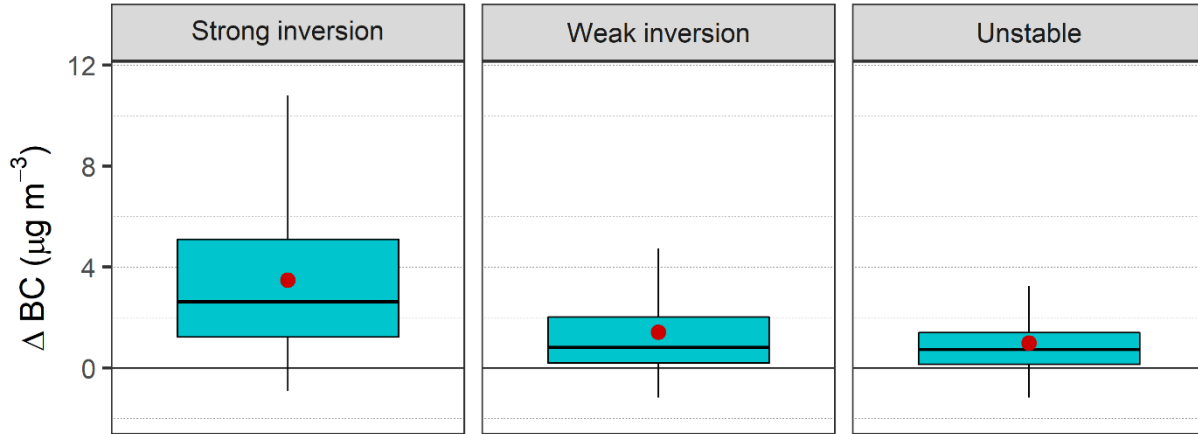 Strong inversion
Weak inversion
Unstable
12
8
4
0
Δ BC (μg m⁻³)